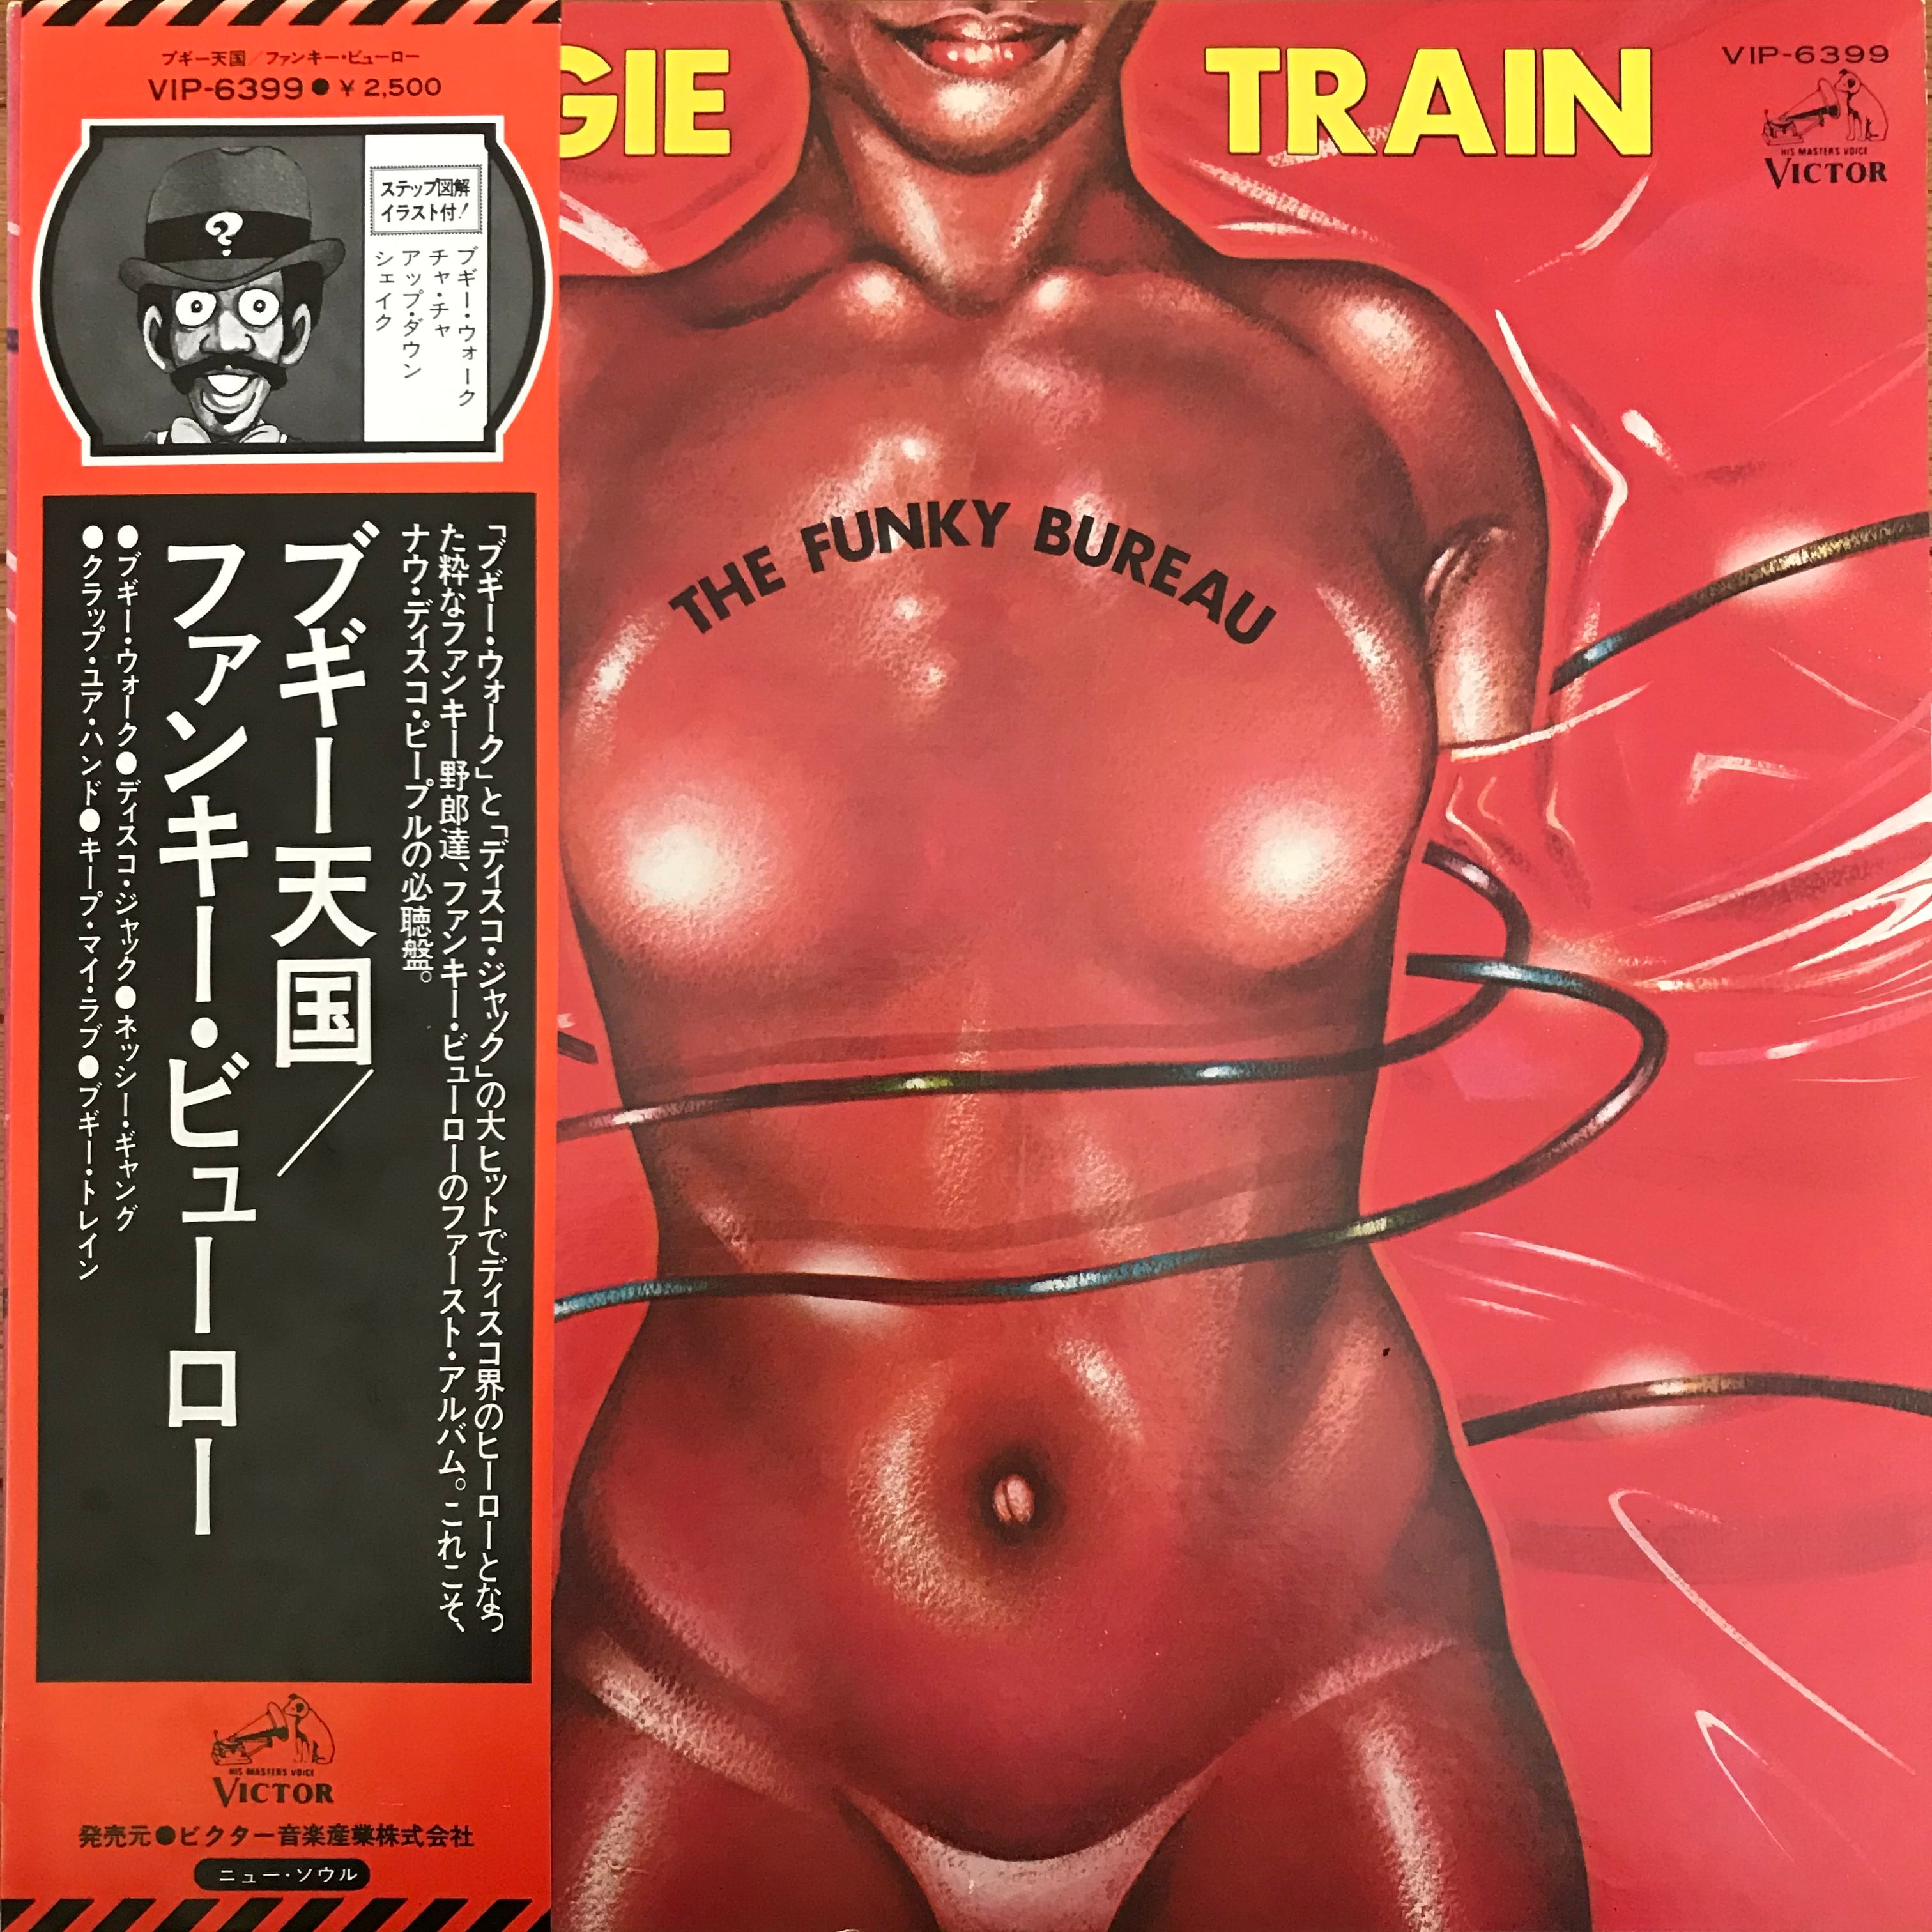 ブギー天国/ファンキー・ビューロー
VIP-6399●¥2,500
ステップ図解
イラスト付!
ブギー・ウォーク
チャ・チャ
アップ・ダウン
シェイク
?
「ブギー・ウォーク」と「ディスコ・ジャック」の大ヒットでディスコ界のヒーローとなっ
た粋なファンキー野郎達、ファンキー・ビューローのファースト・アルバム。これこそ、
ナウ・ディスコ・ピープルの必聴盤。
ブギー天国/
ファンキー・ビューロー
●ブギー・ウォーク●ディスコ・ジャック●ネッシー・ギャング
●クラップ・ユア・ハンド●キープ・マイ・ラブ●ブギー・トレイン
HIS MASTER'S VOICE
VICTOR
発売元●ビクター音楽産業株式会社
ニュー・ソウル
GIE TRAIN
VIP-6399
HIS MASTER'S VOICE
VICTOR
THE FUNKY BUREAU